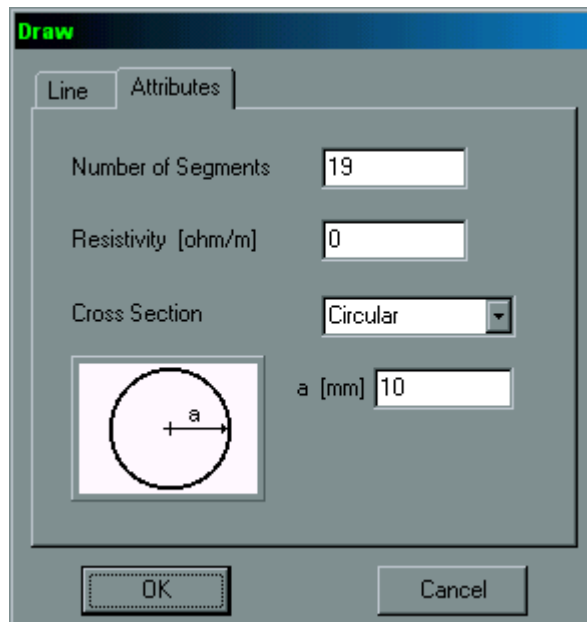 Draw
Line
Attributes
Number of Segments
19
Resistivity [ohm/m]
0
Cross Section
Circular
a
a [mm]
10
OK
Cancel